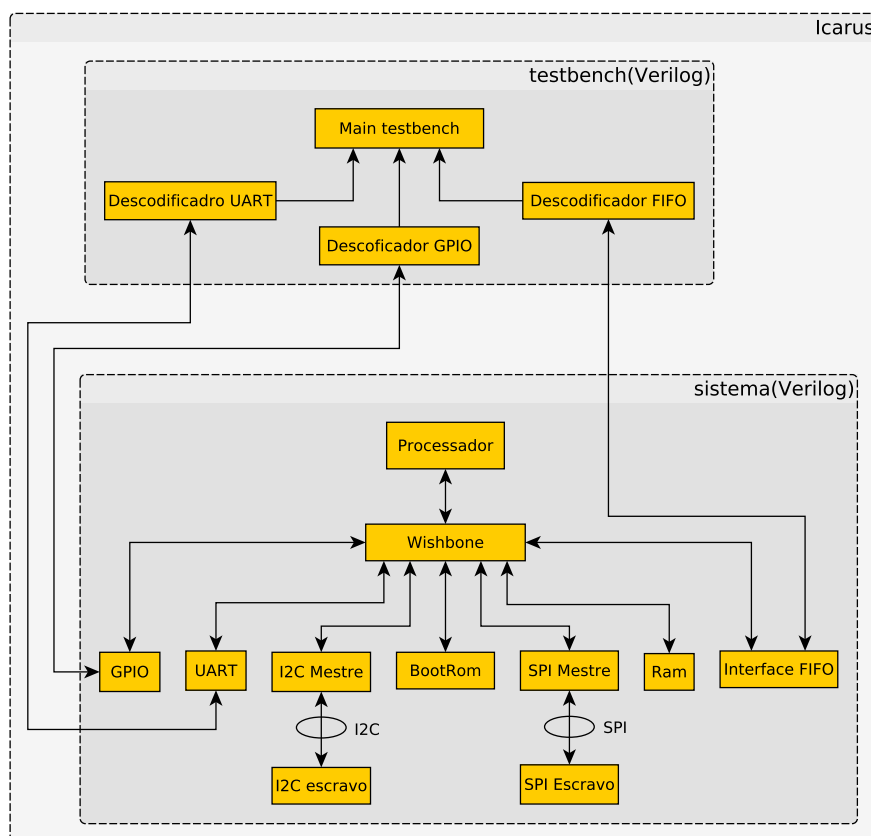 Icarus
testbench(Verilog)
Main testbench
Descodificadro UART
Descodificador FIFO
Descoficador GPIO
sistema(Verilog)
Processador
Wishbone
GPIO
UART
I2C Mestre
BootRom
SPI Mestre
Ram
Interface FIFO
I2C
SPI
I2C escravo
SPI Escravo